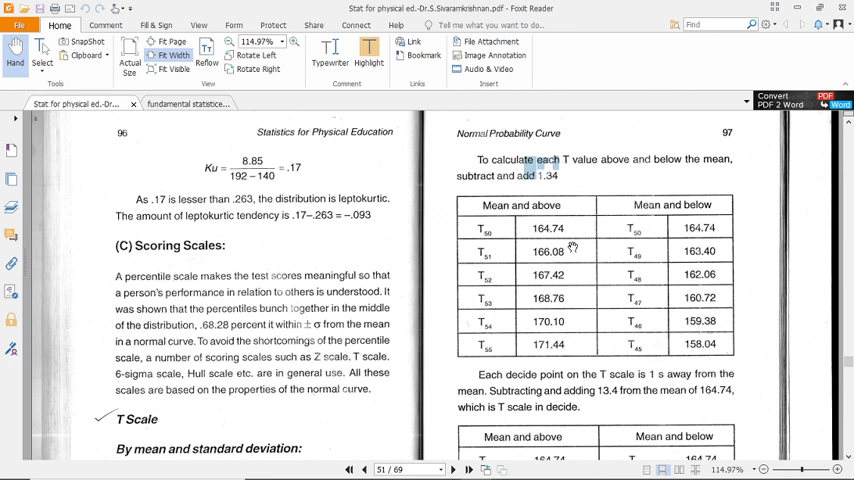 Stat for physical ed.-Dr.S.Sivaramkrishnan.pdf - Foxit Reader
File Home Comment Fill & Sign View Form Protect Share Connect Help Extras Tell me what you want to do.. Find
Hand
Select
SnapShot
Clipboard
Tools
Actual Size
Fit Page
Fit Width
Fit Visible
Reflow
114.97%
Rotate Left
Rotate Right
View
Typewriter
Highlight
Comment
Link
Bookmark
Links
File Attachment
Image Annotation
Audio & Video
Insert
Stat for physical ed.-Dr.... fundamental statistice...
Convert PDF
PDF 2 Word Word
96 Statistics for Physical Education
Ku = 8.85 / 192 – 140 = .17
As .17 is lesser than .263, the distribution is leptokurtic.
The amount of leptokurtic tendency is .17–.263 = –.093
(C) Scoring Scales:
A percentile scale makes the test scores meaningful so that
a person's performance in relation to others is understood. It
was shown that the percentiles bunch together in the middle
of the distribution, .68.28 percent it within ± σ from the mean
in a normal curve. To avoid the shortcomings of the percentile
scale, a number of scoring scales such as Z scale. T scale.
6-sigma scale, Hull scale etc. are in general use. All these
scales are based on the properties of the normal curve.
T Scale
By mean and standard deviation:
Normal Probability Curve 97
To calculate each T value above and below the mean,
subtract and add 1.34
Mean and above Mean and below
T50 164.74 T50 164.74
T51 166.08 T49 163.40
T52 167.42 T48 162.06
T53 168.76 T47 160.72
T54 170.10 T46 159.38
T55 171.44 T45 158.04
Each decide point on the T scale is 1 s away from the
mean. Subtracting and adding 13.4 from the mean of 164.74,
which is T scale in decide.
Mean and above Mean and below
51 / 69 114.97%